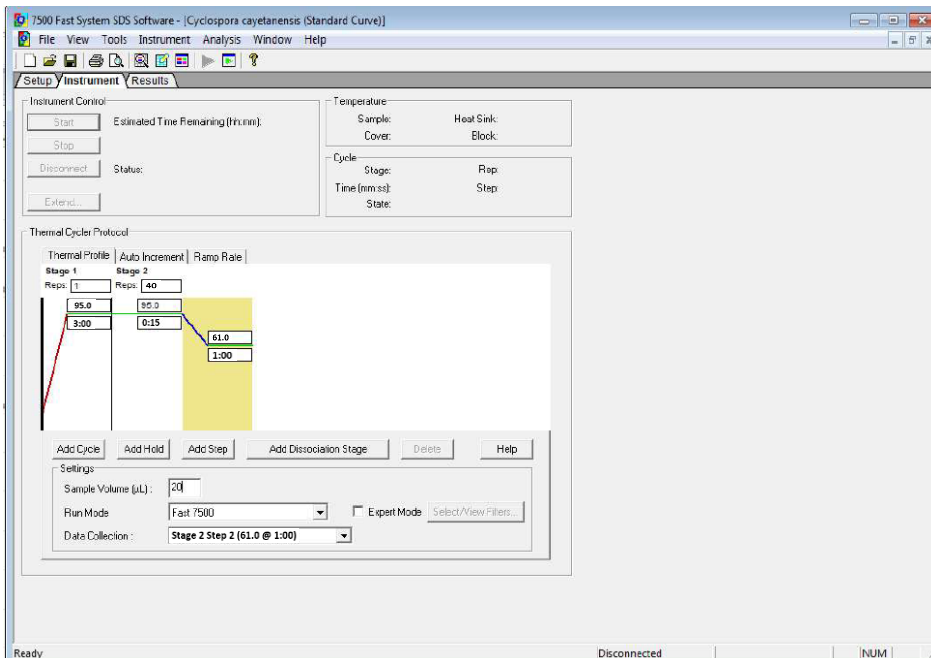 7500 Fast System SDS Software - [Cyclospora cayetanensis (Standard Curve)]
File View Tools Instrument Analysis Window Help
Setup Instrument Results
Instrument Control
Start Estimated Time Remaining (hh:mm):
Stop
Disconnect Status:
Extend...
Temperature
Sample: Heat Sink:
Cover: Block:
Cycle
Stage: Rep:
Time (mm:ss): Step:
State:
Thermal Cycler Protocol
Thermal Profile Auto Increment Ramp Rate
Stage 1 Stage 2
Reps: 1 Reps: 40
95.0 95.0
3:00 0:15
61.0
1:00
Add Cycle Add Hold Add Step Add Dissociation Stage Delete Help
Settings
Sample Volume (µL) : 20
Run Mode Fast 7500 Expert Mode Select/View Filters...
Data Collection : Stage 2 Step 2 (61.0 @ 1:00)
Ready Disconnected NUM